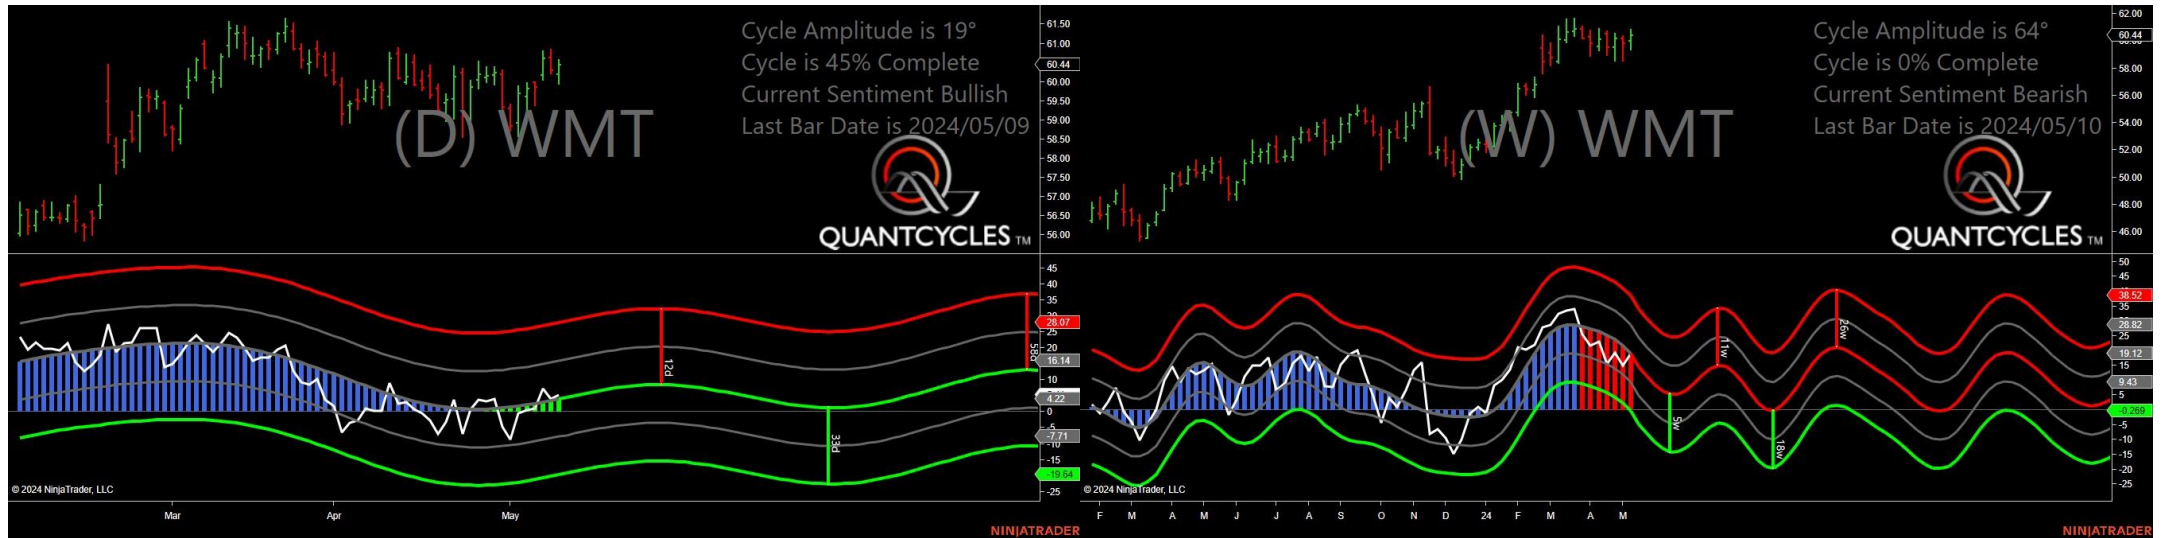 Cycle Amplitude is 19°
Cycle is 45% Complete
Current Sentiment Bullish
Last Bar Date is 2024/05/09
(D) WMT
QUANTCYCLES TM
61.50
61.00
60.44
60.00
59.50
59.00
58.50
58.00
57.50
57.00
56.50
56.00
45
40
35
30
28.07
25
20
16.14
10
4.22
0
-5
-7.71
-10
-15
-19.64
-25
12d
33d
58d
© 2024 NinjaTrader, LLC
Mar
Apr
May
NINJATRADER
Cycle Amplitude is 64°
Cycle is 0% Complete
Current Sentiment Bearish
Last Bar Date is 2024/05/10
(W) WMT
QUANTCYCLES TM
62.00
60.44
58.00
56.00
54.00
52.00
50.00
48.00
46.00
50
45
38.52
35
28.82
25
19.12
15
9.43
5
-0.269
-5
-10
-15
-20
-25
5w
11w
18w
26w
© 2024 NinjaTrader, LLC
F M A M J J A S O N D 24 F M A M
NINJATRADER